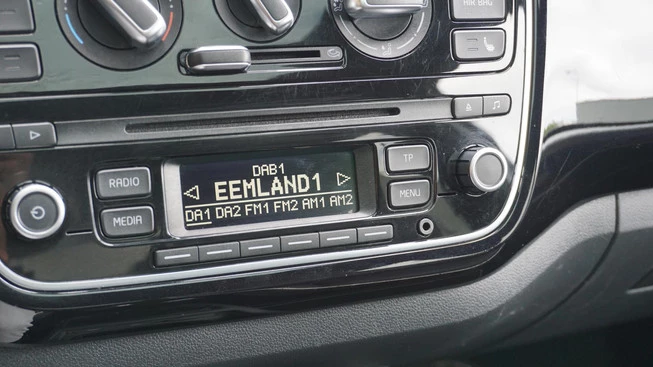 AIR BAG
RADIO
MEDIA
DAB1
EEMLAND1
DA1 DA2 FM1 FM2 AM1 AM2
TP
MENU